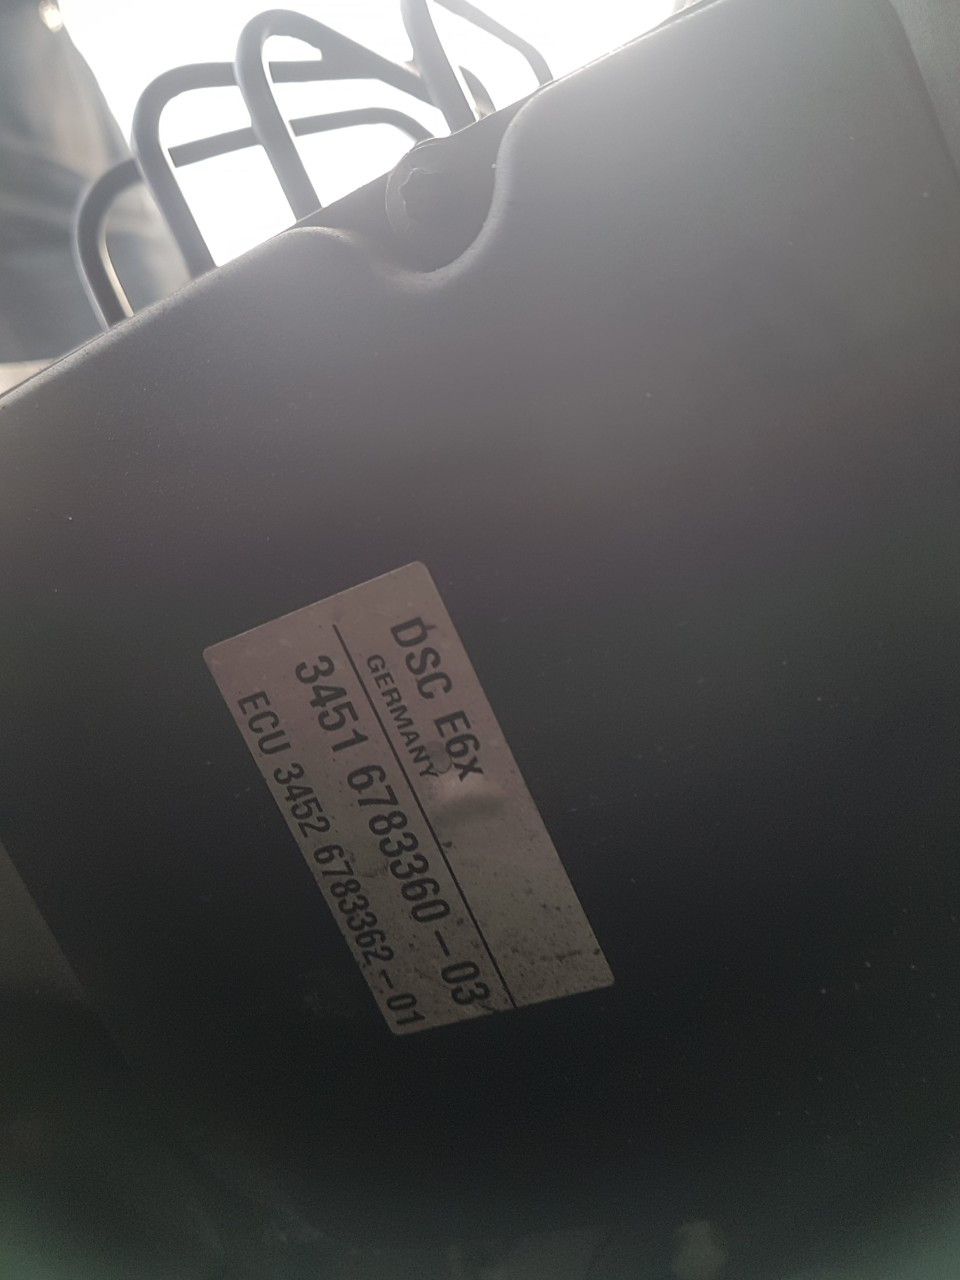 DSC E6x
GERMANY
3451 6783360-03
ECU 3452 6783362-01